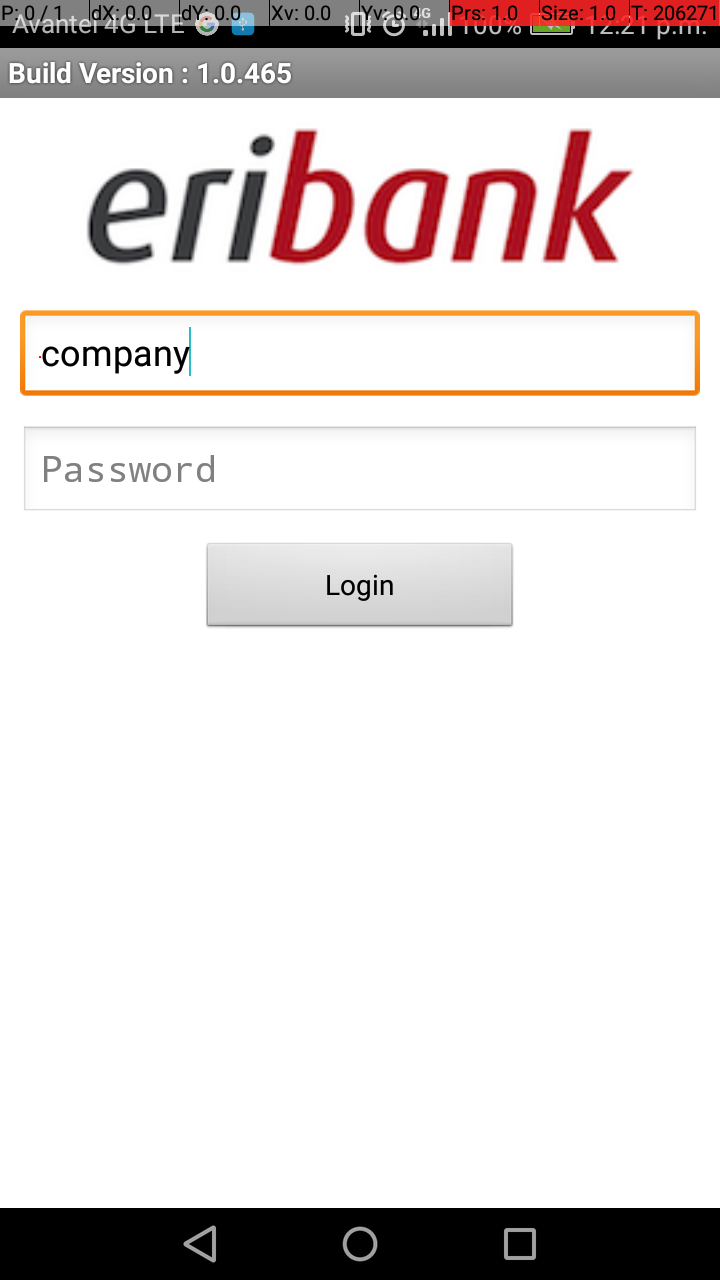 P: 0 / 1 dX: 0.0 dY: 0.0 Xv: 0.0 Yv: 0.0 Prs: 1.0 Size: 1.0 T: 206271
Avantel 4G LTE 4G 100% 12:21 p.m.
Build Version : 1.0.465
eribank
company
Password
Login